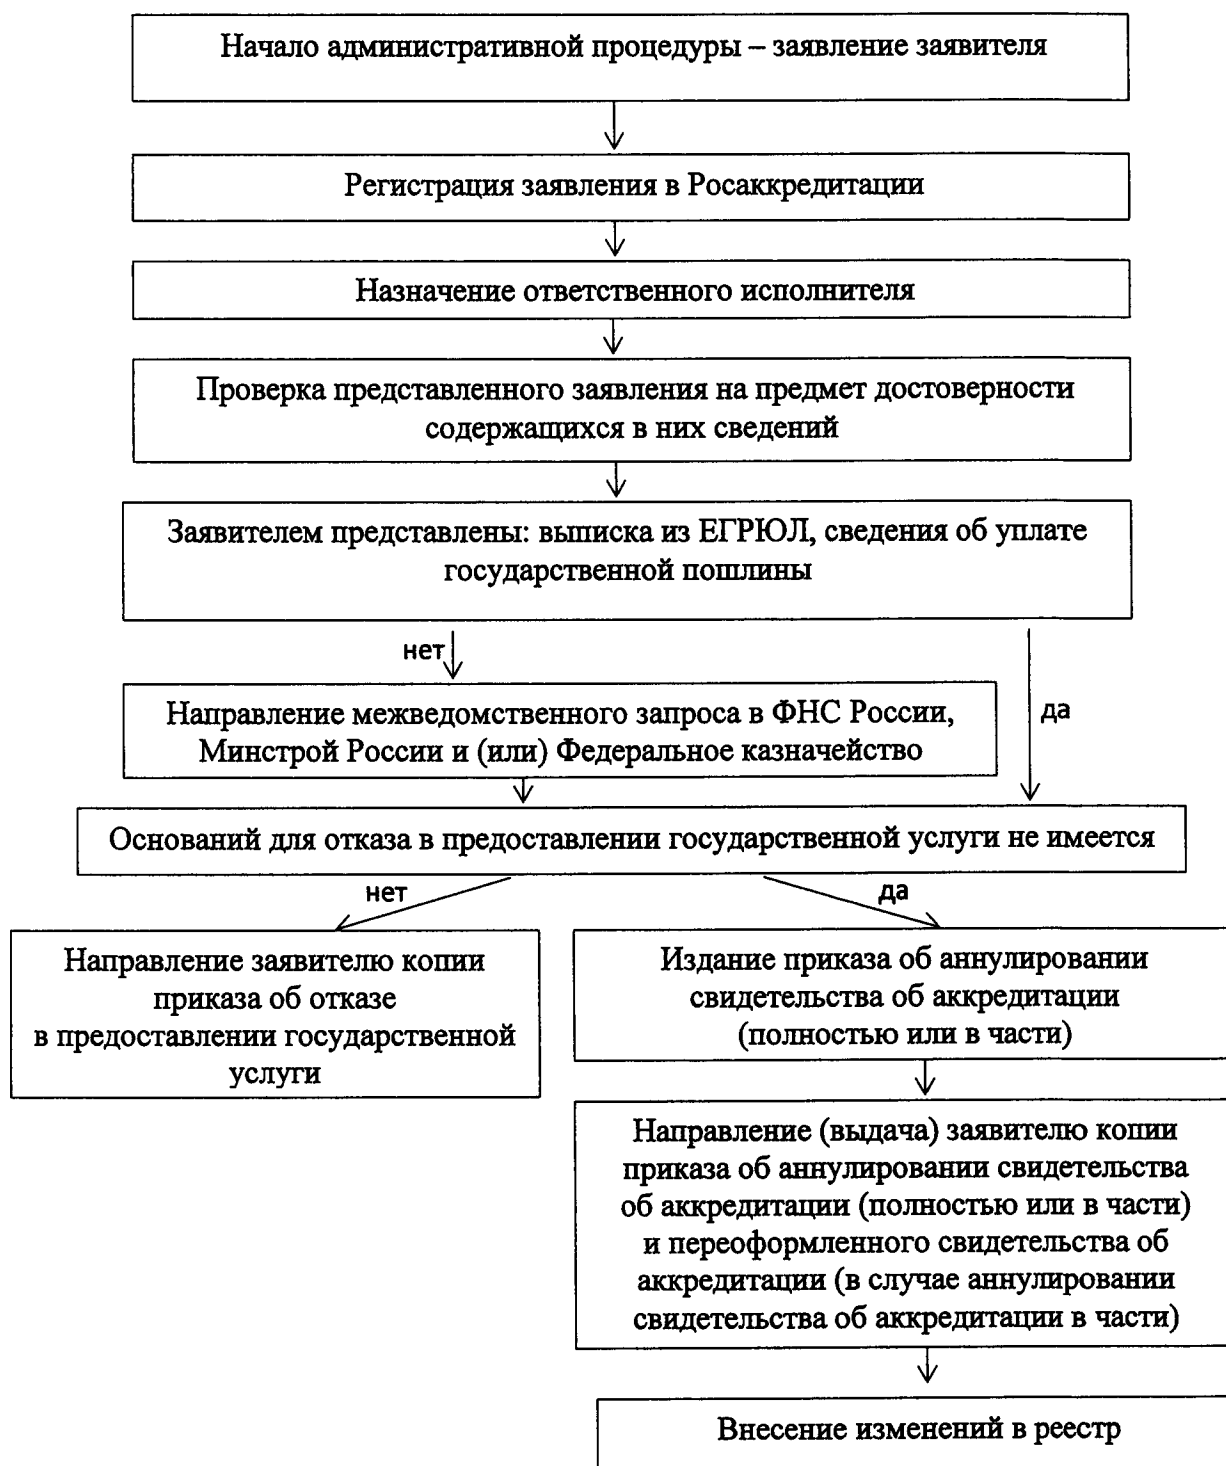 Начало административной процедуры – заявление заявителя
Регистрация заявления в Росаккредитации
Назначение ответственного исполнителя
Проверка представленного заявления на предмет достоверности
содержащихся в них сведений
Заявителем представлены: выписка из ЕГРЮЛ, сведения об уплате
государственной пошлины
нет
да
Направление межведомственного запроса в ФНС России,
Минстрой России и (или) Федеральное казначейство
Оснований для отказа в предоставлении государственной услуги не имеется
нет
да
Направление заявителю копии
приказа об отказе
в предоставлении государственной
услуги
Издание приказа об аннулировании
свидетельства об аккредитации
(полностью или в части)
Направление (выдача) заявителю копии
приказа об аннулировании свидетельства
об аккредитации (полностью или в части)
и переоформленного свидетельства об
аккредитации (в случае аннулировании
свидетельства об аккредитации в части)
Внесение изменений в реестр